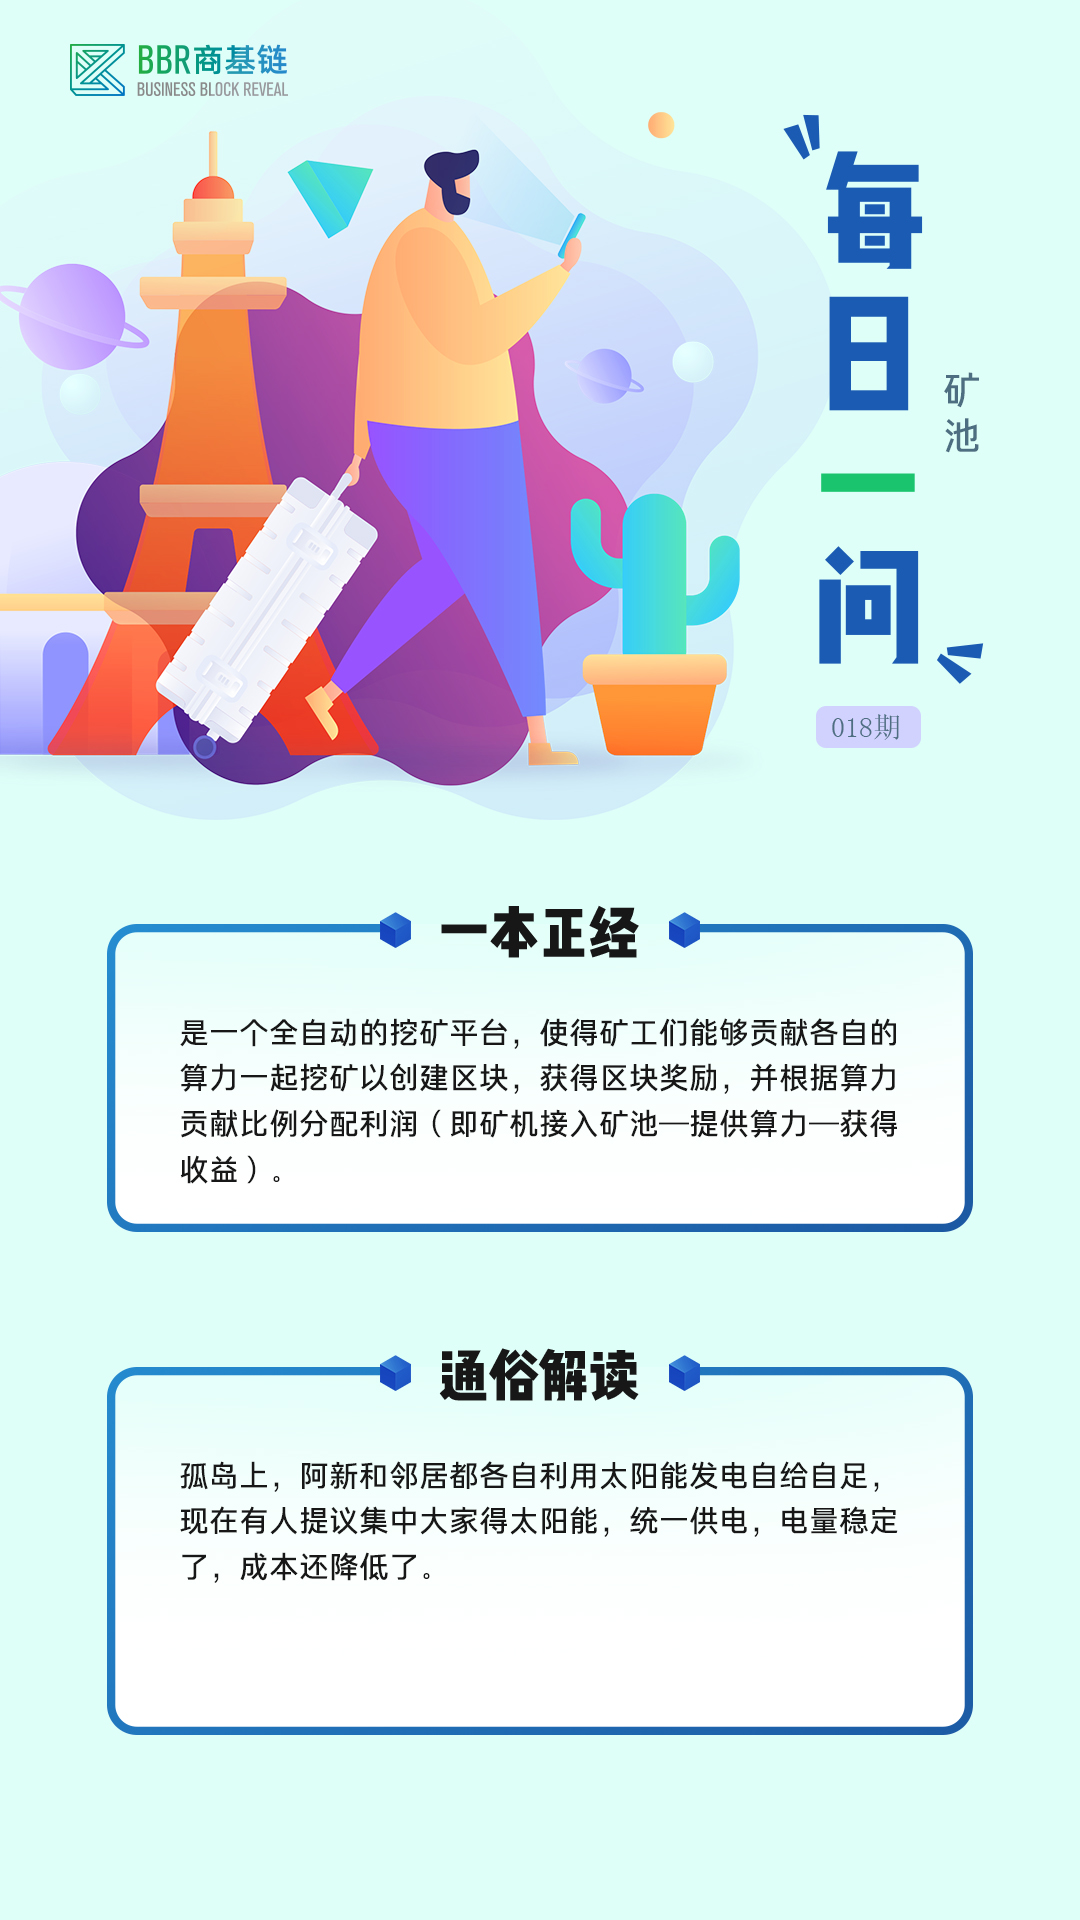 BBR商基链
BUSINESS BLOCK REVEAL
每日一问
矿池
018期
一本正经
是一个全自动的挖矿平台，使得矿工们能够贡献各自的
算力一起挖矿以创建区块，获得区块奖励，并根据算力
贡献比例分配利润（即矿机接入矿池—提供算力—获得
收益）。
通俗解读
孤岛上，阿新和邻居都各自利用太阳能发电自给自足，
现在有人提议集中大家得太阳能，统一供电，电量稳定
了，成本还降低了。